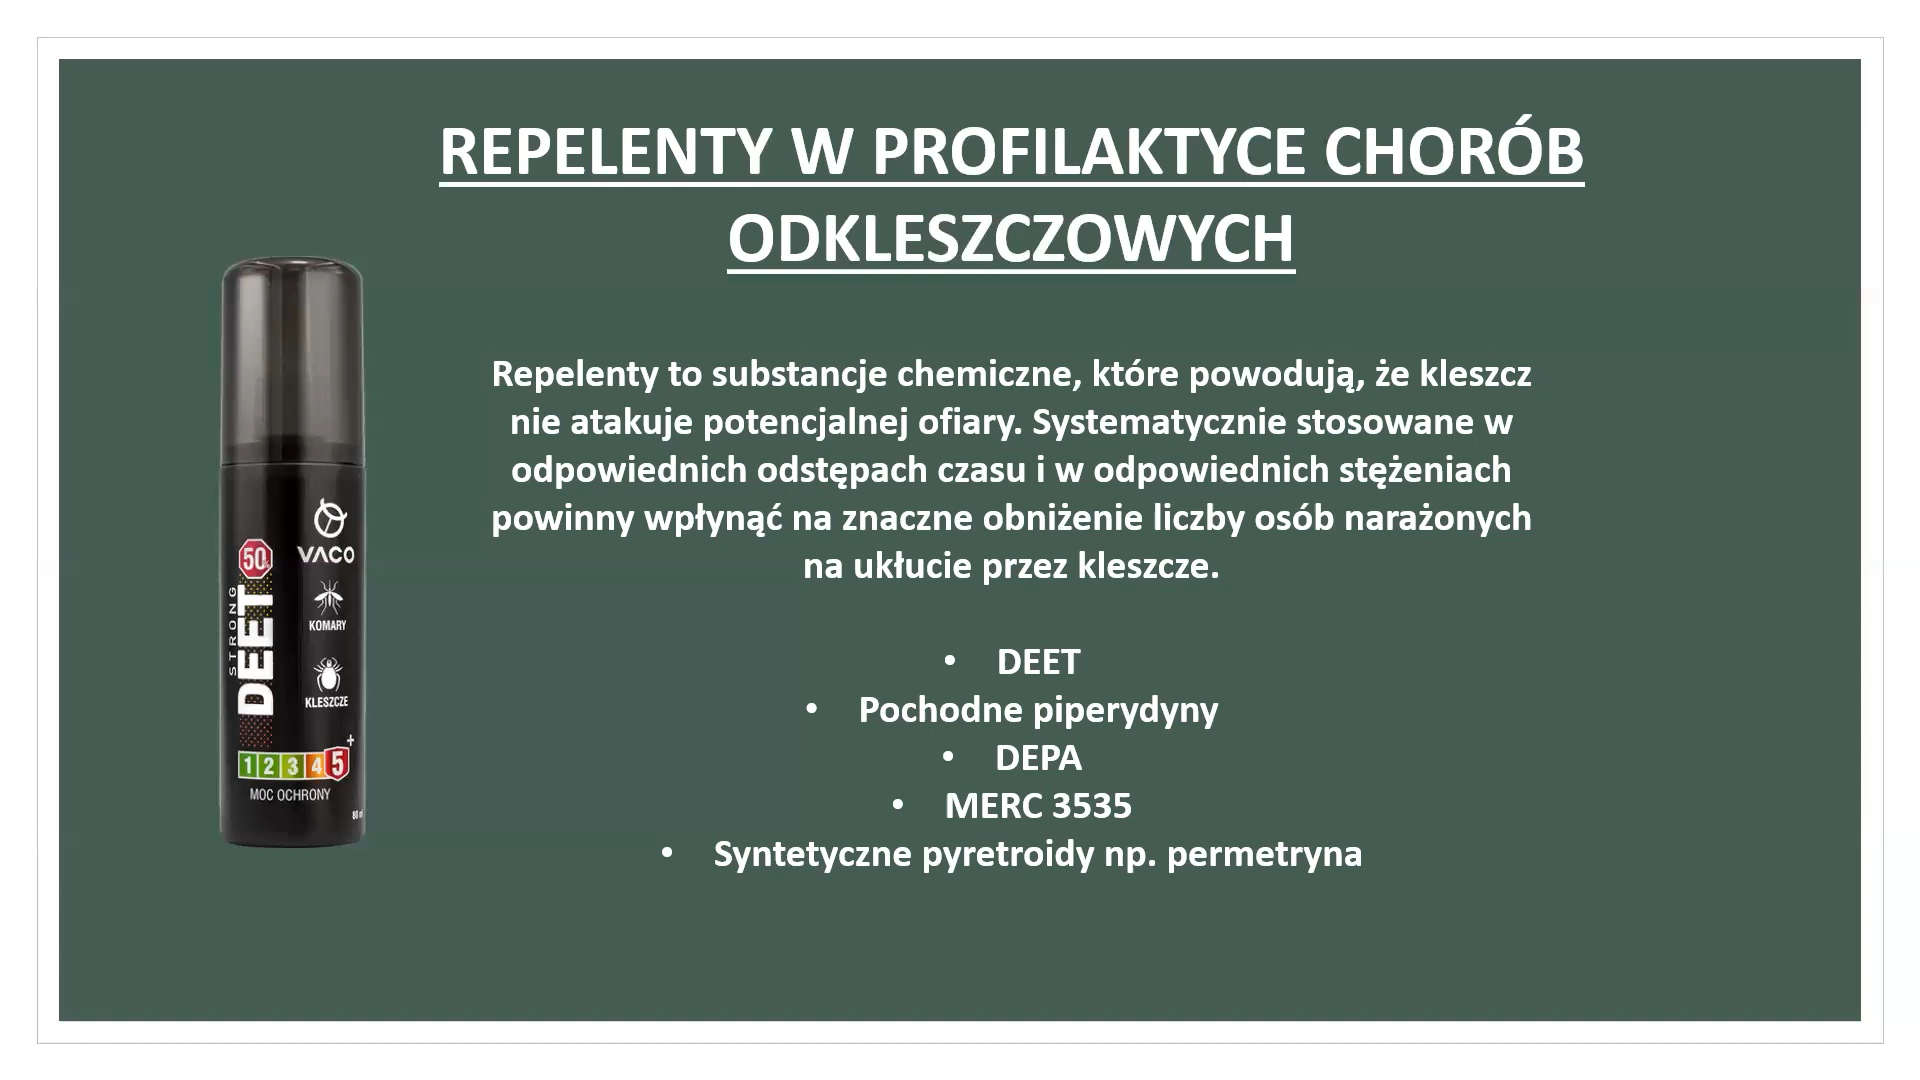 REPELENTY W PROFILAKTYCE CHORÓB
ODKLESZCZOWYCH
Repelenty to substancje chemiczne, które powodują, że kleszcz
nie atakuje potencjalnej ofiary. Systematycznie stosowane w
odpowiednich odstępach czasu i w odpowiednich stężeniach
powinny wpłynąć na znaczne obniżenie liczby osób narażonych
na ukłucie przez kleszcze.
• DEET
• Pochodne piperydyny
• DEPA
• MERC 3535
• Syntetyczne pyretroidy np. permetryna
VACO
50%
STRONG
DEET
KOMARY
KLESZCZE
1 2 3 4 5+
MOC OCHRONY
80 ml